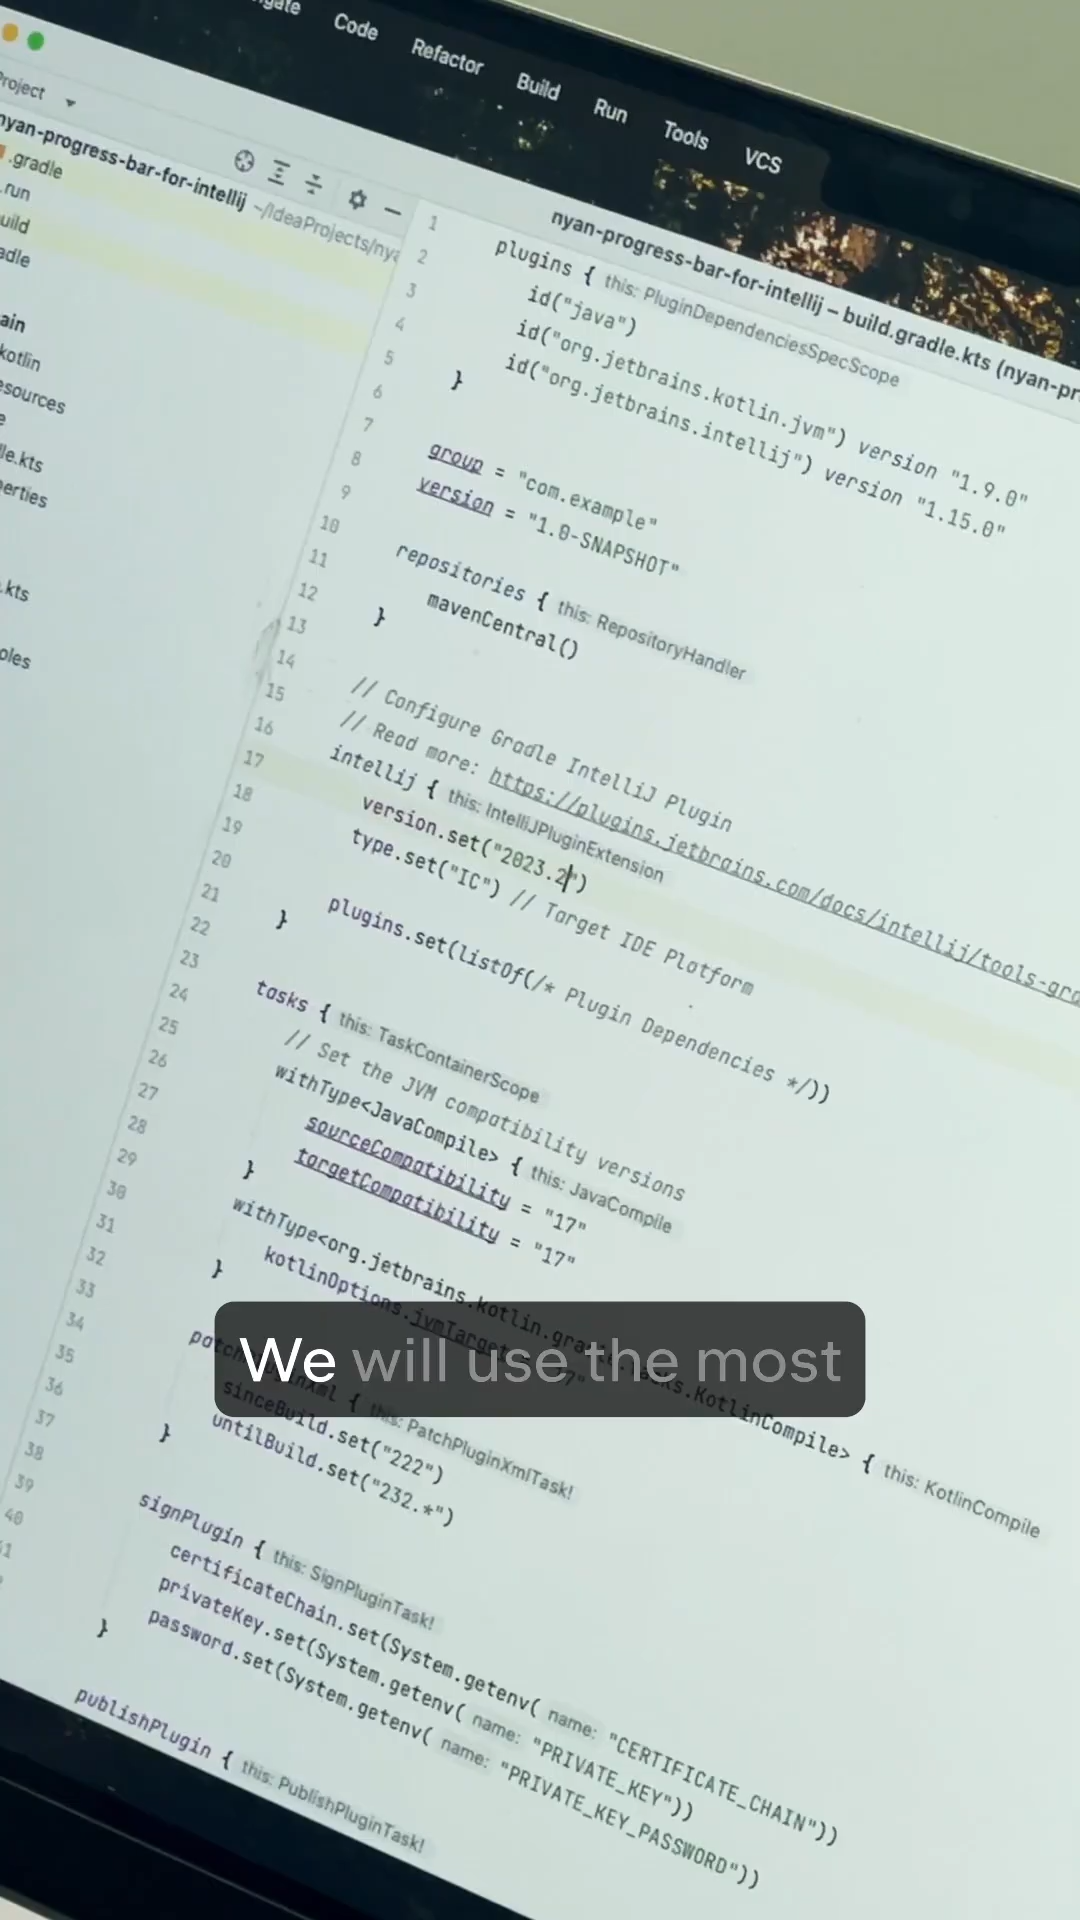 Code Refactor Build Run Tools VCS
nyan-progress-bar-for-intellij – build.gradle.kts (nyan-pr
roject
nyan-progress-bar-for-intellij ~/IdeaProjects/nya
.gradle
.run
uild
adle
ain
kotlin
esources
e
le.kts
perties
.kts
oles
1 plugins { this: PluginDependenciesSpecScope
2 id("java")
3 id("org.jetbrains.kotlin.jvm") version "1.9.0"
4 id("org.jetbrains.intellij") version "1.15.0"
5 }
6
7 group = "com.example"
8 version = "1.0-SNAPSHOT"
9
10 repositories { this: RepositoryHandler
11 mavenCentral()
12 }
13
14 // Configure Gradle IntelliJ Plugin
15 // Read more: https://plugins.jetbrains.com/docs/intellij/tools-gra
16 intellij { this: IntelliJPluginExtension
17 version.set("2023.2")
18 type.set("IC") // Target IDE Platform
19
20 plugins.set(listOf(/* Plugin Dependencies */))
21 }
22
23 tasks { this: TaskContainerScope
24 // Set the JVM compatibility versions
25 withType<JavaCompile> { this: JavaCompile
26 sourceCompatibility = "17"
27 targetCompatibility = "17"
28 }
29 withType<org.jetbrains.kotlin.gradle.tasks.KotlinCompile> { this: KotlinCompile
30 kotlinOptions.jvmTarget = "17"
31 }
32
33 patchPluginXml { this: PatchPluginXmlTask!
34 sinceBuild.set("222")
35 untilBuild.set("232.*")
36 }
37
38 signPlugin { this: SignPluginTask!
39 certificateChain.set(System.getenv( name: "CERTIFICATE_CHAIN"))
40 privateKey.set(System.getenv( name: "PRIVATE_KEY"))
password.set(System.getenv( name: "PRIVATE_KEY_PASSWORD"))
}
publishPlugin { this: PublishPluginTask!
We will use the most